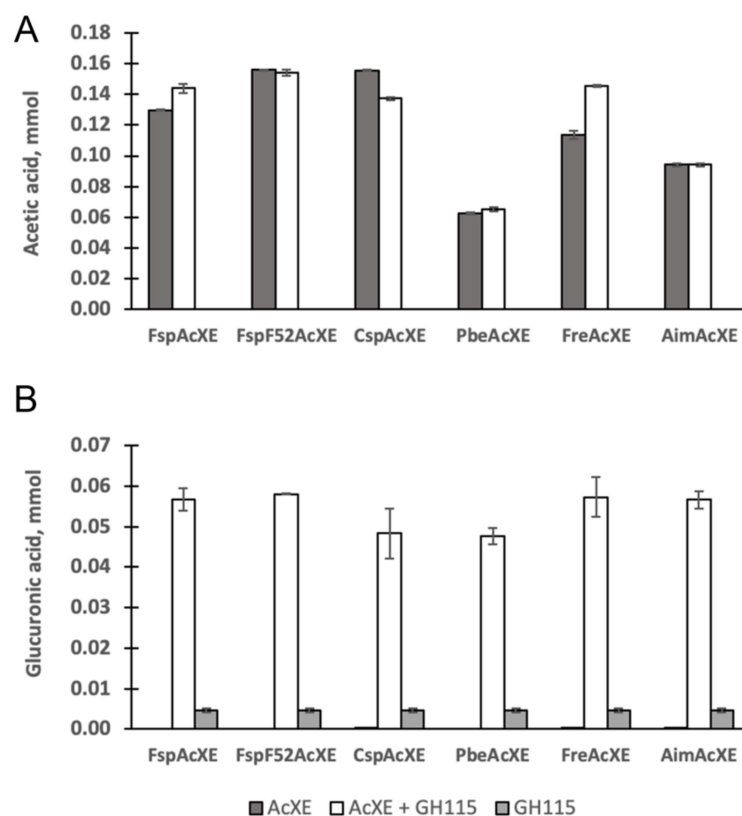 A
Acetic acid, mmol
0.18
0.16
0.14
0.12
0.10
0.08
0.06
0.04
0.02
0.00
FspAcXE FspF52AcXE CspAcXE PbeAcXE FreAcXE AimAcXE
B
Glucuronic acid, mmol
0.07
0.06
0.05
0.04
0.03
0.02
0.01
0.00
FspAcXE FspF52AcXE CspAcXE PbeAcXE FreAcXE AimAcXE
AcXE AcXE + GH115 GH115